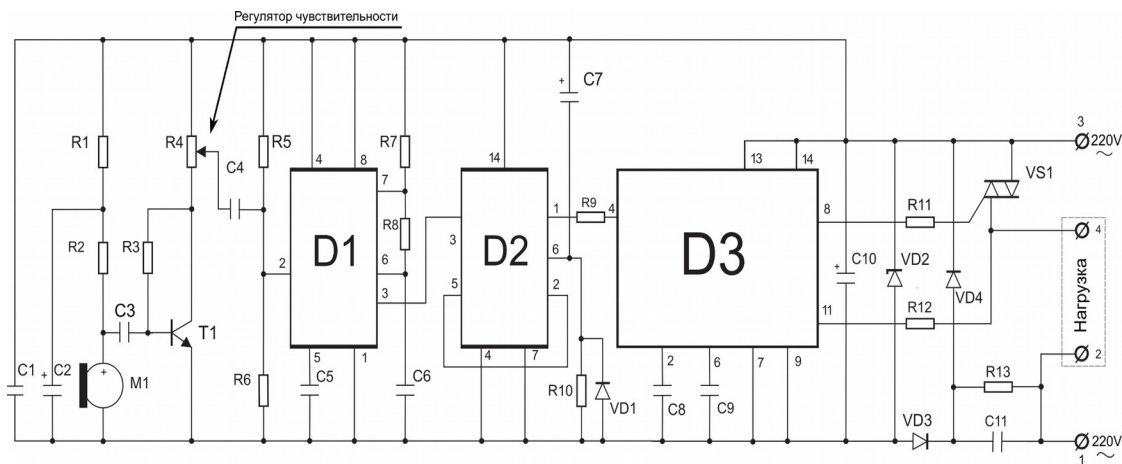 Регулятор чувствительности
C7
3
220V
R1
R4
R5
R7
C4
4
8
14
13
14
VS1
7
1
R9
4
8
R11
R2
R3
R8
D1
3
D2
6
D3
4
2
6
5
2
C10
VD2
VD4
Нагрузка
3
11
R12
C3
T1
2
C1
C2
M1
R6
5
1
C5
C6
4
7
R10
VD1
2
6
7
9
C8
C9
R13
VD3
C11
220V
1